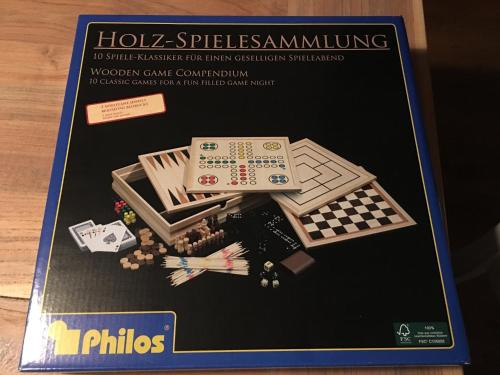 HOLZ-SPIELESAMMLUNG
10 SPIELE-KLASSIKER FÜR EINEN GESELLIGEN SPIELEABEND
WOODEN GAME COMPENDIUM
10 CLASSIC GAMES FOR A FUN FILLED GAME NIGHT
Philos®
100%
FSC